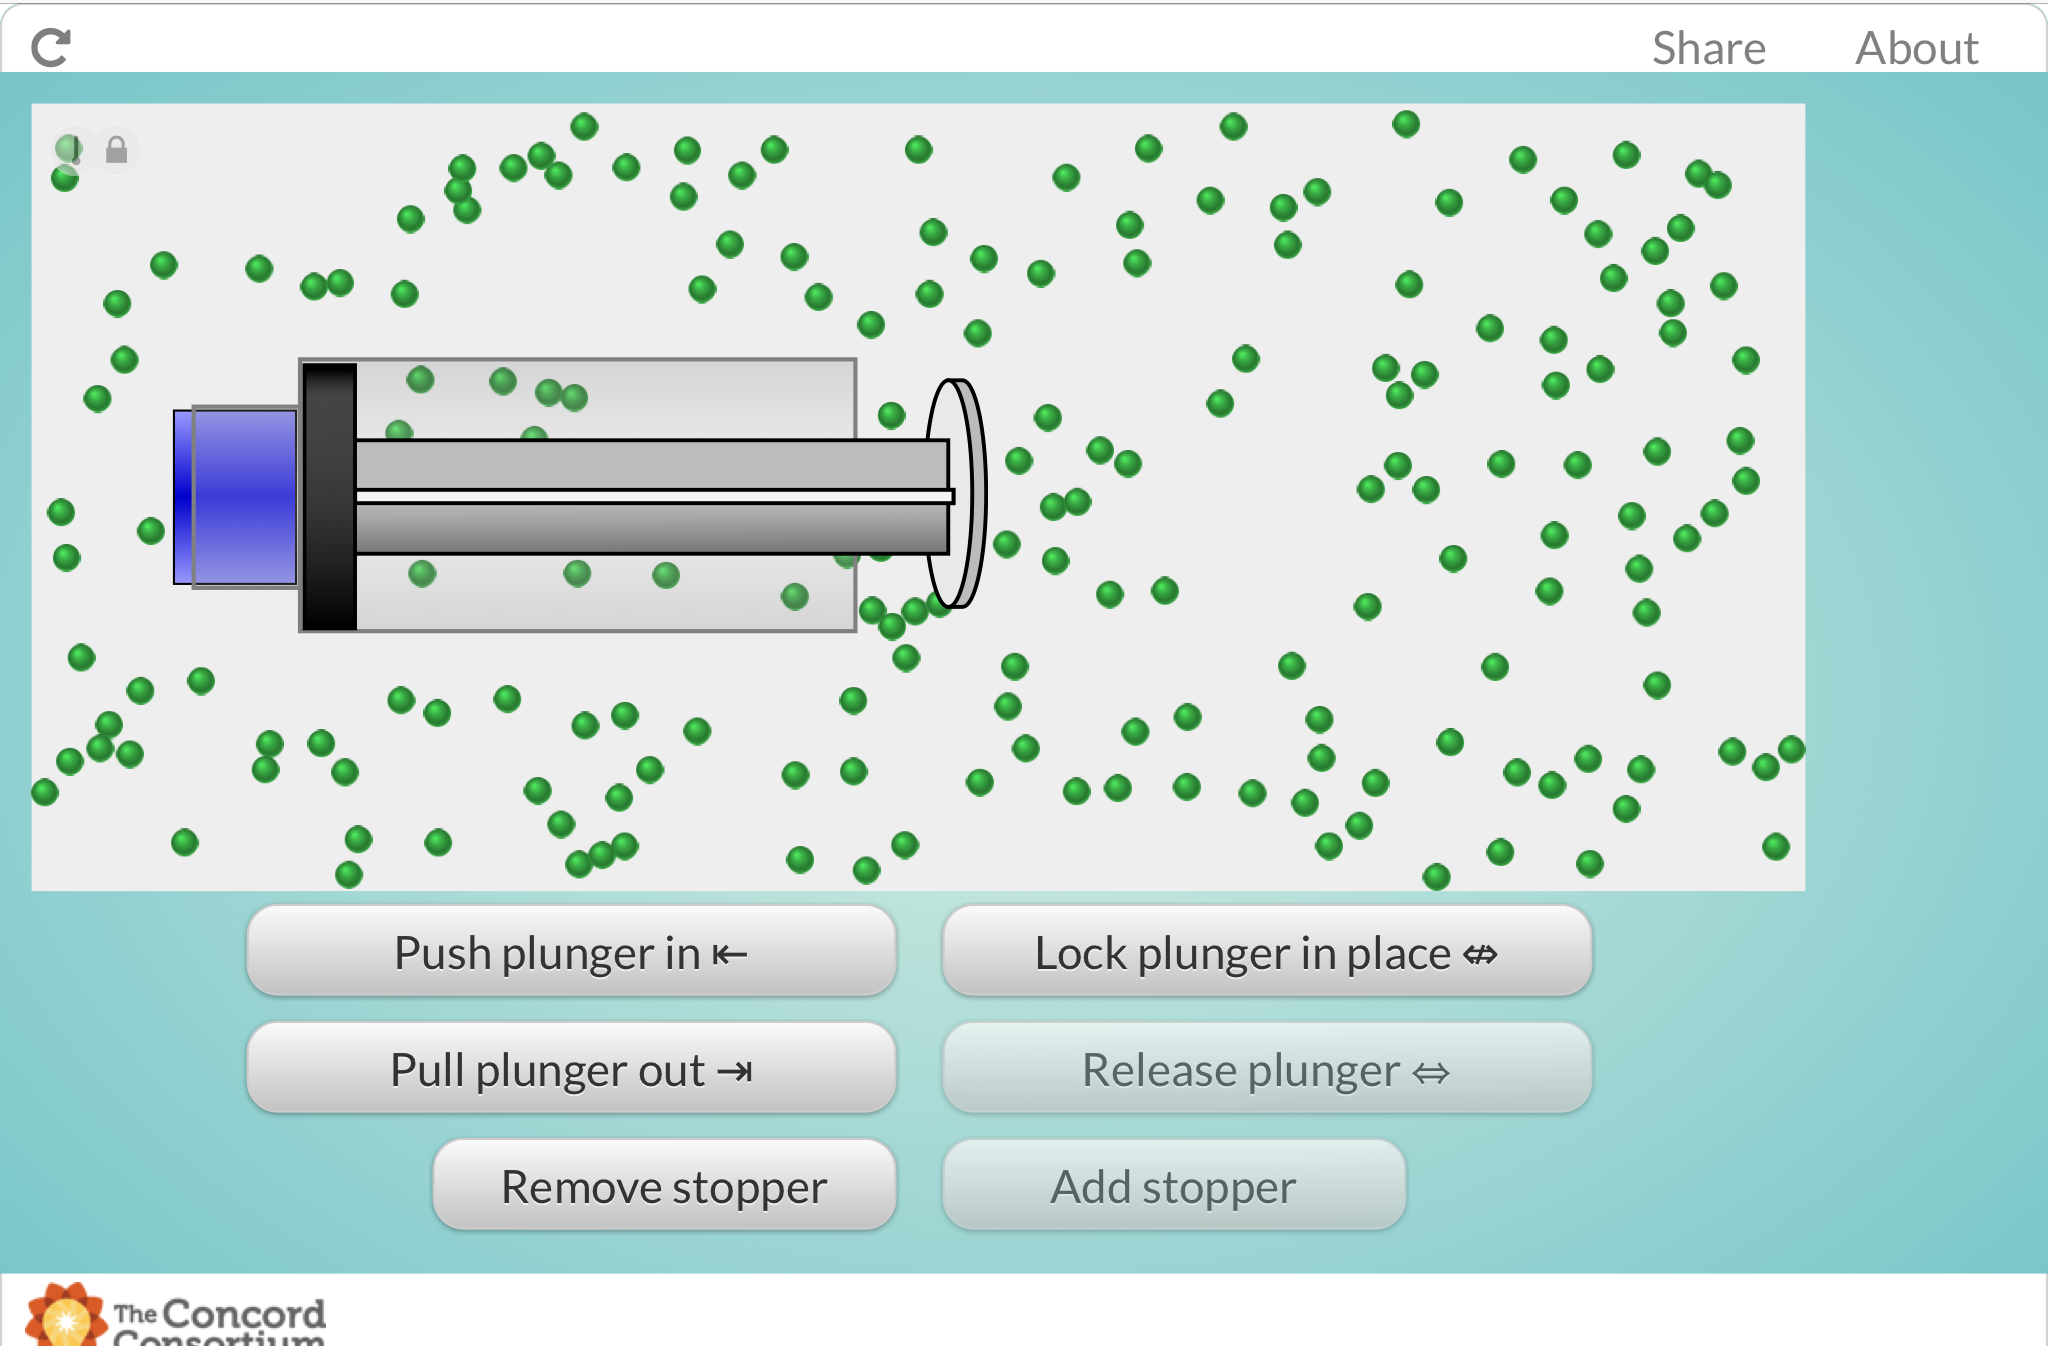 Share About
Push plunger in ⇤ Lock plunger in place ⇎
Pull plunger out ⇥ Release plunger ⇔
Remove stopper Add stopper
The Concord
Consortium